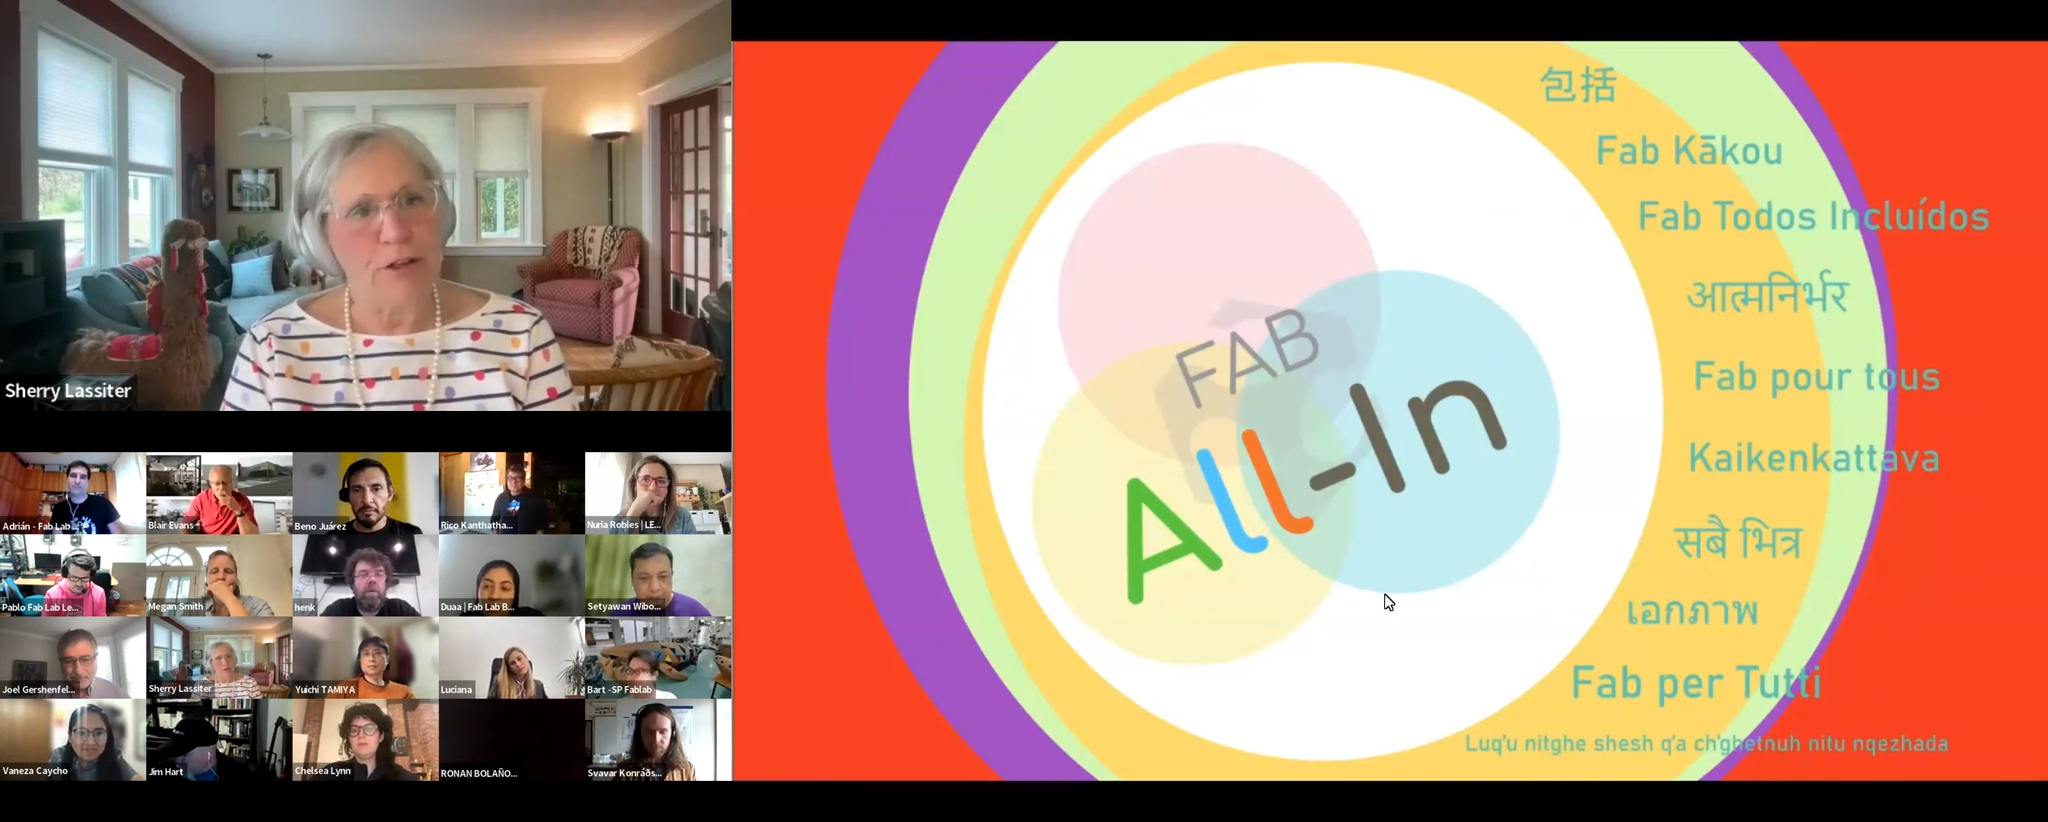 Sherry Lassiter
Adrián - Fab Lab...
Blair Evans
Beno Juárez
Rico Kanthatha...
Nuria Robles | LE...
Pablo Fab Lab Le...
Megan Smith
henk
Duaa | Fab Lab B...
Setyawan Wibo...
Joel Gershenfel...
Sherry Lassiter
Yuichi TAMIYA
Luciana
Bart -SP Fablab
Vaneza Caycho
Jim Hart
Chelsea Lynn
RONAN BOLAÑO...
Svavar Konráðs...
FAB
All-In
包括
Fab Kākou
Fab Todos Incluídos
आत्मनिर्भर
Fab pour tous
Kaikenkattava
सबै भित्र
เอกภาพ
Fab per Tutti
Luq'u nitghe shesh q'a ch'ghetnuh nitu nqezhada